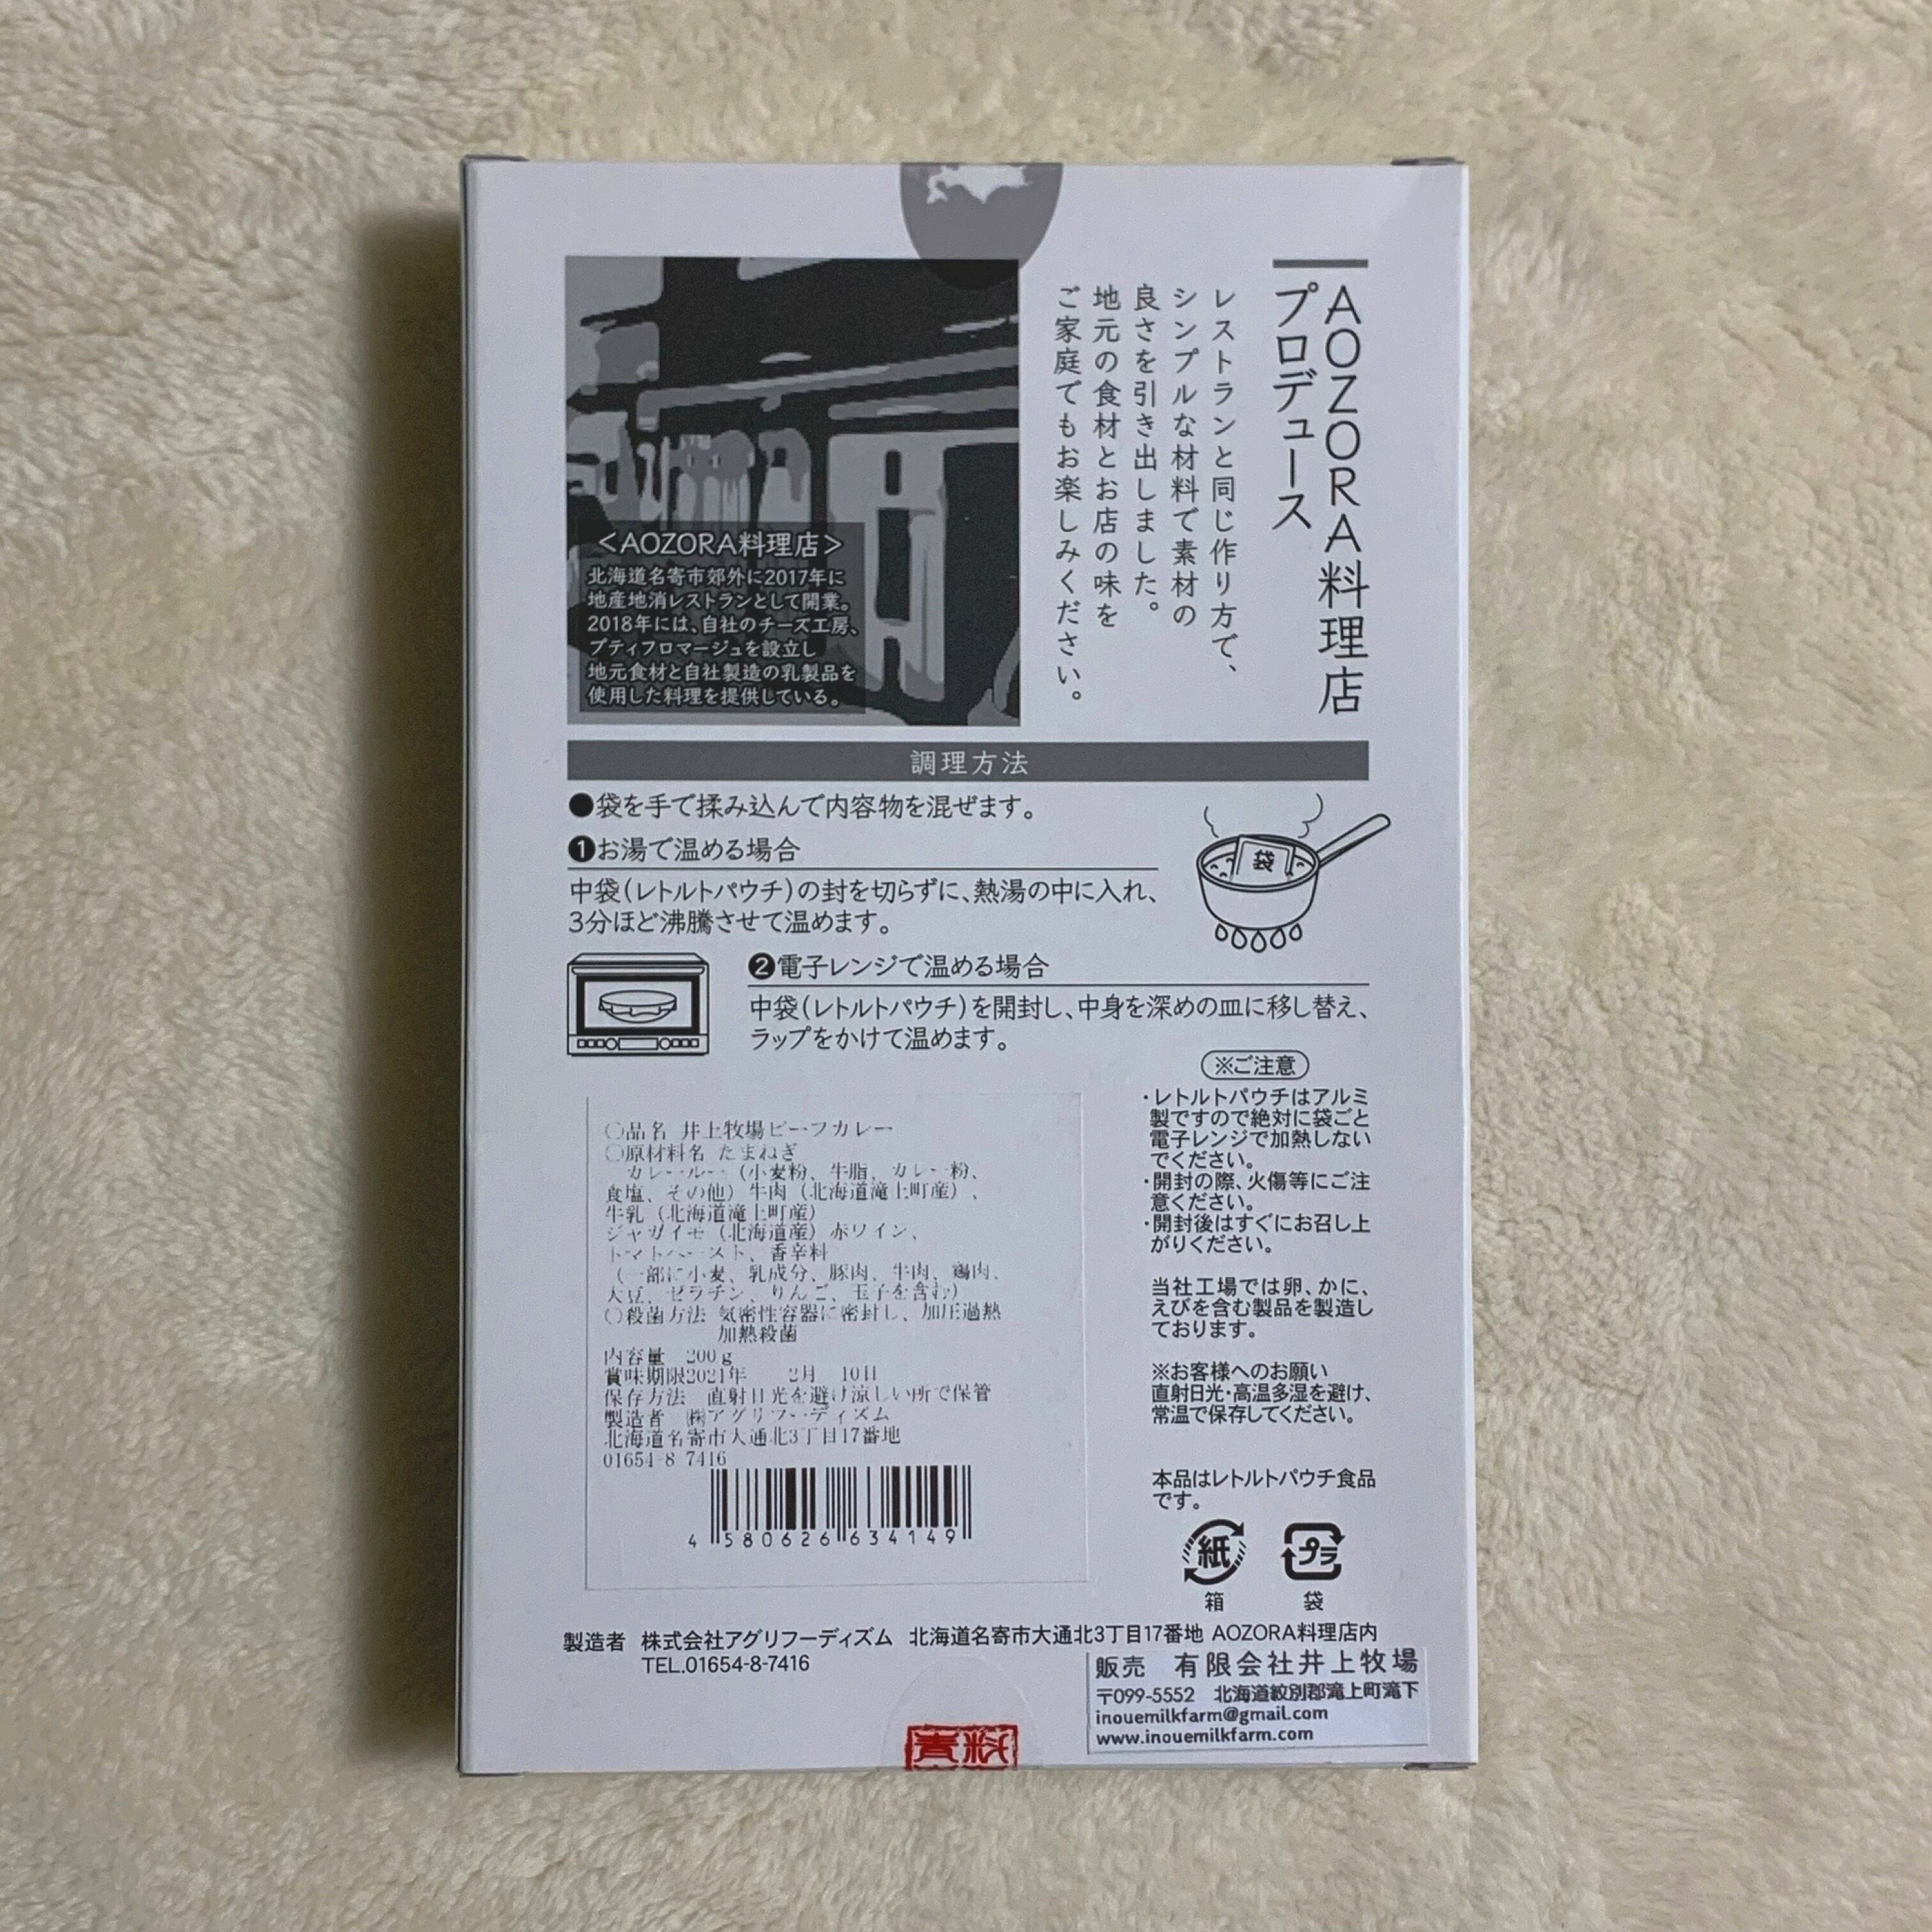 AOZORA料理店
プロデュース
レストランと同じ作り方で、
シンプルな材料で素材の
良さを引き出しました。
地元の食材とお店の味を
ご家庭でもお楽しみください。
＜AOZORA料理店＞
北海道名寄市郊外に2017年に
地産地消レストランとして開業。
2018年には、自社のチーズ工房、
プティフロマージュを設立し
地元食材と自社製造の乳製品を
使用した料理を提供している。
調理方法
●袋を手で揉み込んで内容物を混ぜます。
❶お湯で温める場合
中袋（レトルトパウチ）の封を切らずに、熱湯の中に入れ、
3分ほど沸騰させて温めます。
袋
❷電子レンジで温める場合
中袋（レトルトパウチ）を開封し、中身を深めの皿に移し替え、
ラップをかけて温めます。
○品名 井上牧場ビーフカレー
○原材料名 たまねぎ
カレールー（小麦粉、牛脂、カレー粉、
食塩、その他）牛肉（北海道滝上町産）、
牛乳（北海道滝上町産）
ジャガイモ（北海道産）赤ワイン、
トマトペースト、香辛料
（一部に小麦、乳成分、豚肉、牛肉、鶏肉、
大豆、ゼラチン、りんご、玉子を含む）
○殺菌方法 気密性容器に密封し、加圧過熱
加熱殺菌
内容量 200g
賞味期限2021年 2月 10日
保存方法 直射日光を避け涼しい所で保管
製造者 ㈱アグリフーディズム
北海道名寄市大通北3丁目17番地
01654-8-7416
4 580626 634149
※ご注意
・レトルトパウチはアルミ
製ですので絶対に袋ごと
電子レンジで加熱しない
でください。
・開封の際、火傷等にご注
意ください。
・開封後はすぐにお召し上
がりください。
当社工場では卵、かに、
えびを含む製品を製造し
ております。
※お客様へのお願い
直射日光・高温多湿を避け、
常温で保存してください。
本品はレトルトパウチ食品
です。
紙
箱
プラ
袋
製造者 株式会社アグリフーディズム 北海道名寄市大通北3丁目17番地 AOZORA料理店内
TEL.01654-8-7416
販売 有限会社井上牧場
〒099-5552 北海道紋別郡滝上町滝下
inouemilkfarm@gmail.com
www.inouemilkfarm.com